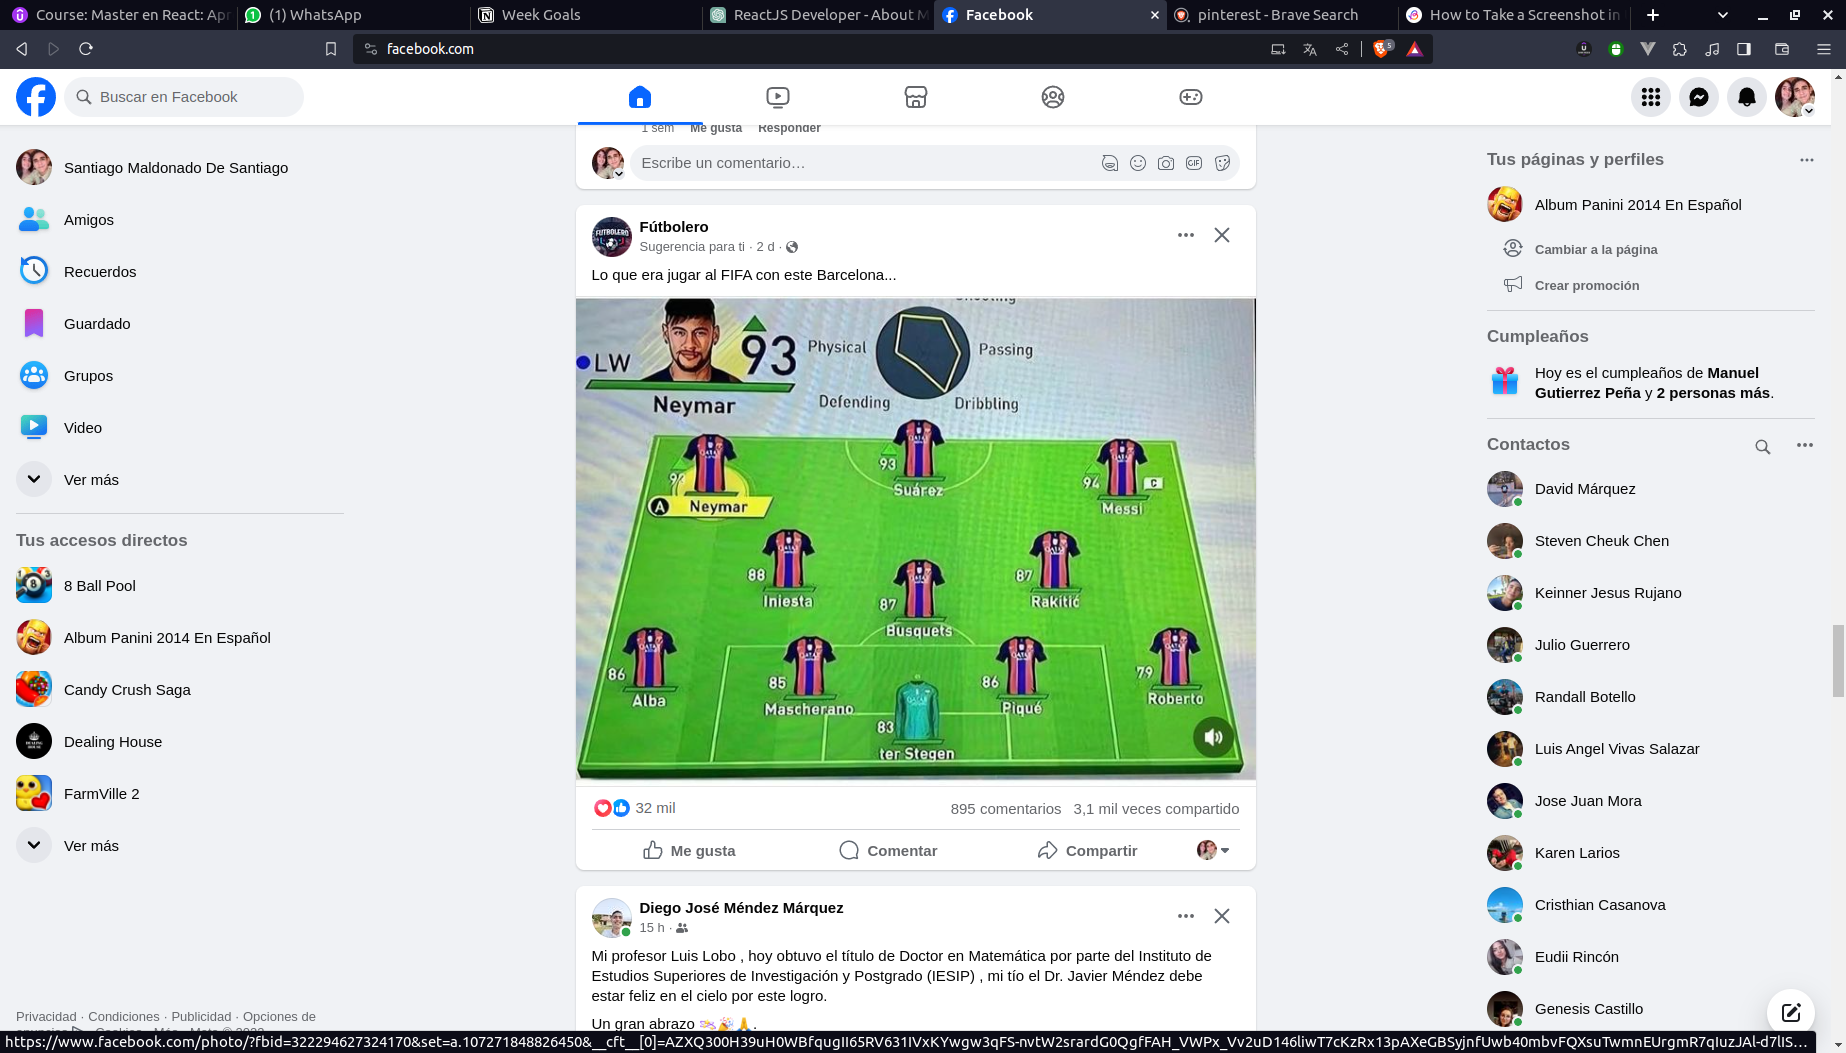 Course: Master en React: Apr
(1) WhatsApp
Week Goals
ReactJS Developer - About M
Facebook
pinterest - Brave Search
How to Take a Screenshot in
facebook.com
5
Buscar en Facebook
Santiago Maldonado De Santiago
Amigos
Recuerdos
Guardado
Grupos
Video
Ver más
Tus accesos directos
8 Ball Pool
Album Panini 2014 En Español
Candy Crush Saga
Dealing House
FarmVille 2
Ver más
Privacidad · Condiciones · Publicidad · Opciones de
1 sem Me gusta Responder
Escribe un comentario…
GIF
Fútbolero
Sugerencia para ti · 2 d ·
FUTBOLERO
Lo que era jugar al FIFA con este Barcelona...
Shooting
LW 93
Physical Passing
Defending Dribbling
Neymar
93
Suárez
94 C
Messi
A Neymar
88
Iniesta
87
Rakitić
87
Busquets
86
Alba
85
Mascherano
86
Piqué
79
Roberto
83
ter Stegen
32 mil
895 comentarios 3,1 mil veces compartido
Me gusta Comentar Compartir
Diego José Méndez Márquez
15 h ·
Mi profesor Luis Lobo , hoy obtuvo el título de Doctor en Matemática por parte del Instituto de
Estudios Superiores de Investigación y Postgrado (IESIP) , mi tío el Dr. Javier Méndez debe
estar feliz en el cielo por este logro.
Un gran abrazo 🫂🎉🙏.
Tus páginas y perfiles
Album Panini 2014 En Español
Cambiar a la página
Crear promoción
Cumpleaños
Hoy es el cumpleaños de Manuel
Gutierrez Peña y 2 personas más.
Contactos
David Márquez
Steven Cheuk Chen
Keinner Jesus Rujano
Julio Guerrero
Randall Botello
Luis Angel Vivas Salazar
Jose Juan Mora
Karen Larios
Cristhian Casanova
Eudii Rincón
Genesis Castillo
https://www.facebook.com/photo/?fbid=322294627324170&set=a.107271848826450&__cft__[0]=AZXQ300H39uH0WBfqugII65RV631IVxKYwgw3qFS-nvtW2srardG0QgfFAH_VWPx_Vv2uD146liwT7cKzRx13pAXeGBSyjnfUwb40mbvFQXsuTwmnEUrgmR7qIuzJAl-d7lIS...